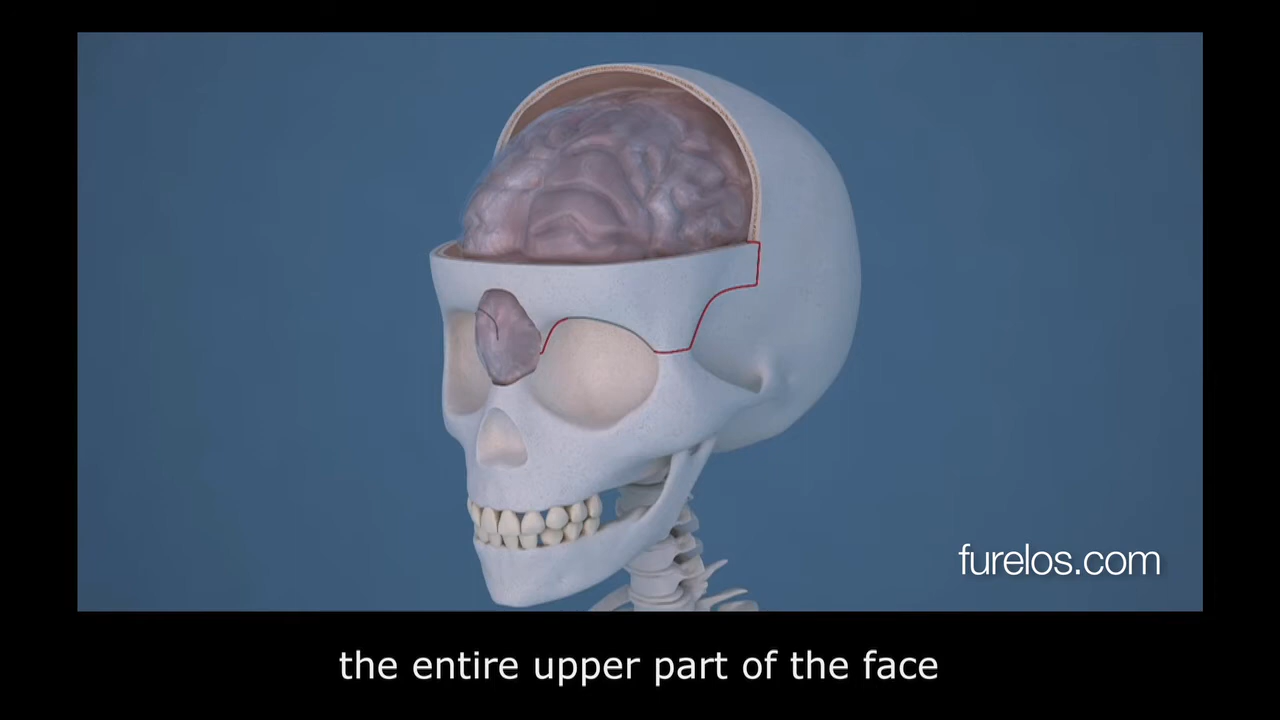 furelos.com
the entire upper part of the face